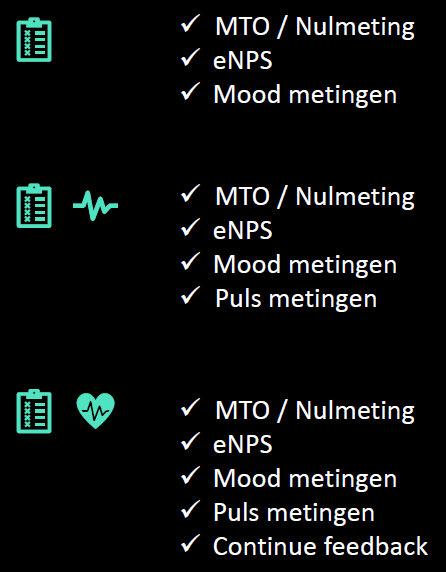 ✓ MTO / Nulmeting
✓ eNPS
✓ Mood metingen
✓ MTO / Nulmeting
✓ eNPS
✓ Mood metingen
✓ Puls metingen
✓ MTO / Nulmeting
✓ eNPS
✓ Mood metingen
✓ Puls metingen
✓ Continue feedback